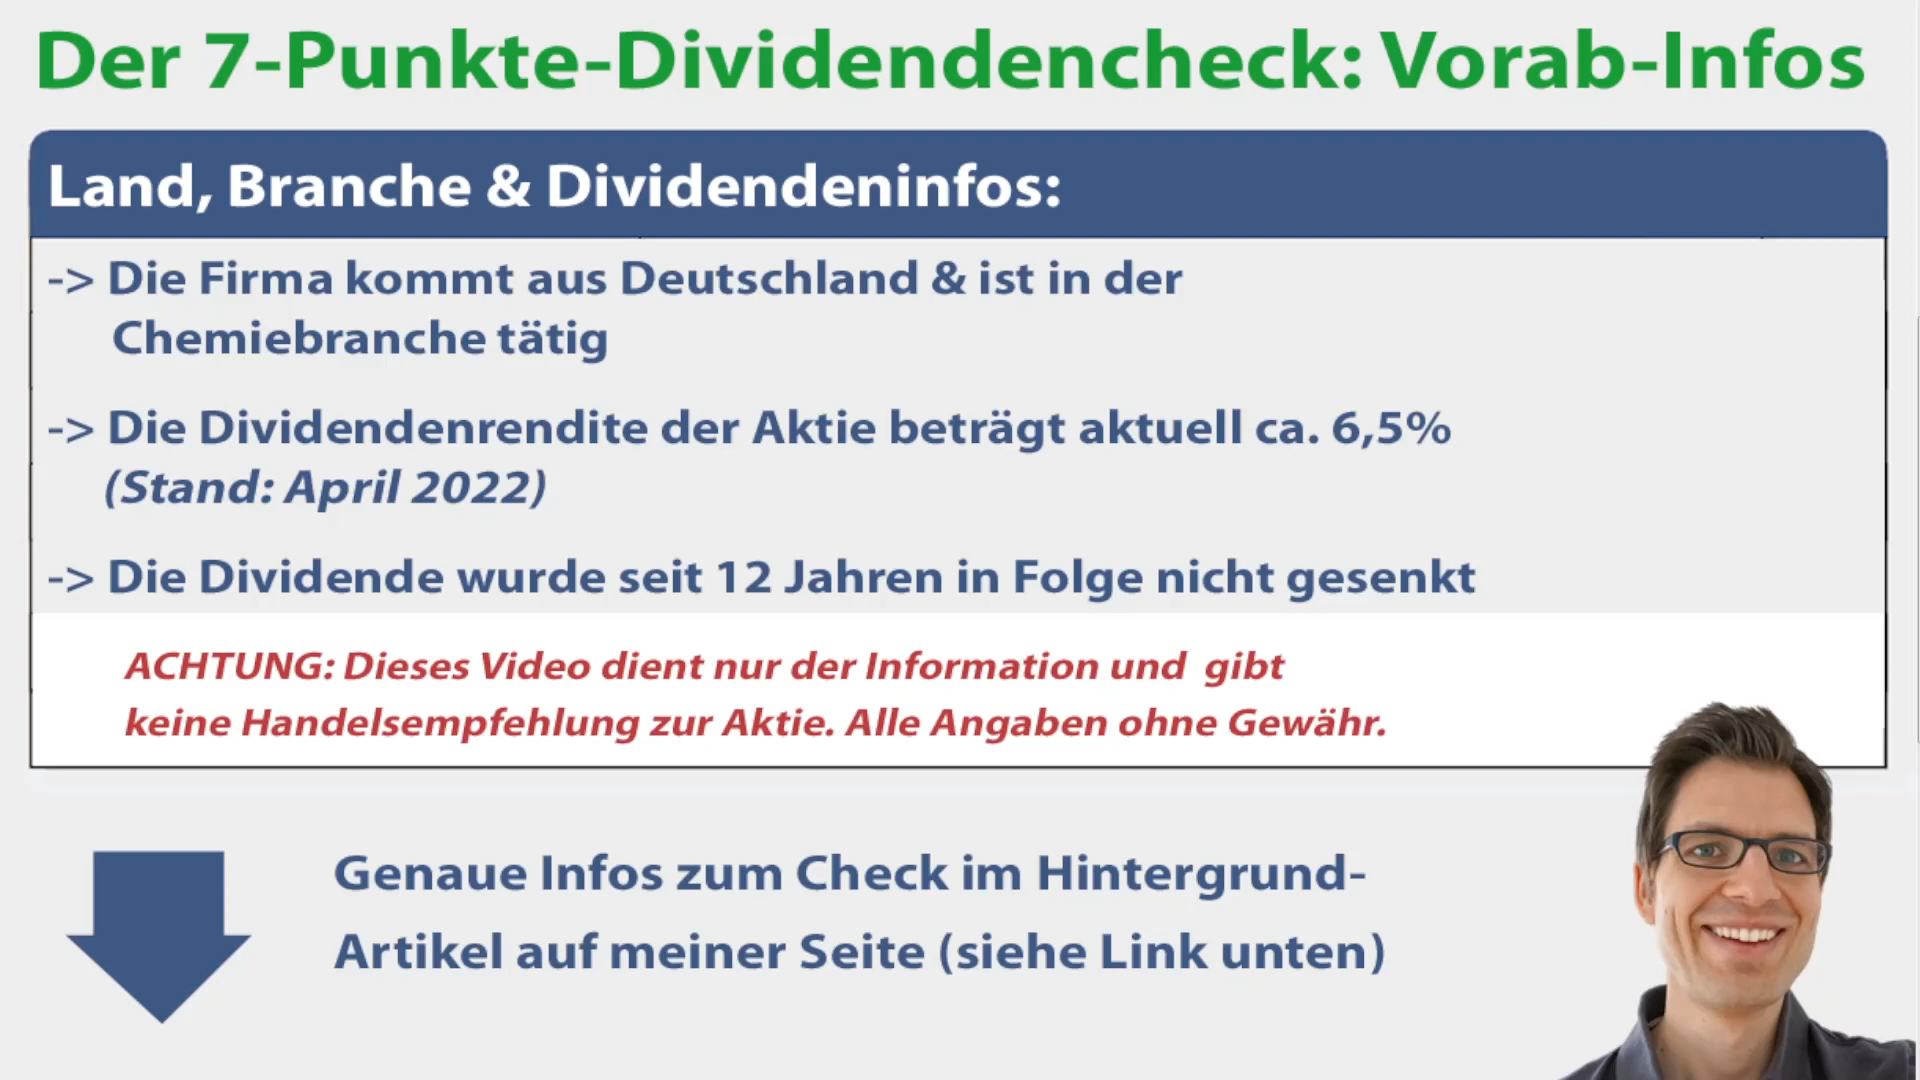 Der 7-Punkte-Dividendencheck: Vorab-Infos
Land, Branche & Dividendeninfos:
-> Die Firma kommt aus Deutschland & ist in der
Chemiebranche tätig
-> Die Dividendenrendite der Aktie beträgt aktuell ca. 6,5%
(Stand: April 2022)
-> Die Dividende wurde seit 12 Jahren in Folge nicht gesenkt
ACHTUNG: Dieses Video dient nur der Information und gibt
keine Handelsempfehlung zur Aktie. Alle Angaben ohne Gewähr.
Genaue Infos zum Check im Hintergrund-
Artikel auf meiner Seite (siehe Link unten)